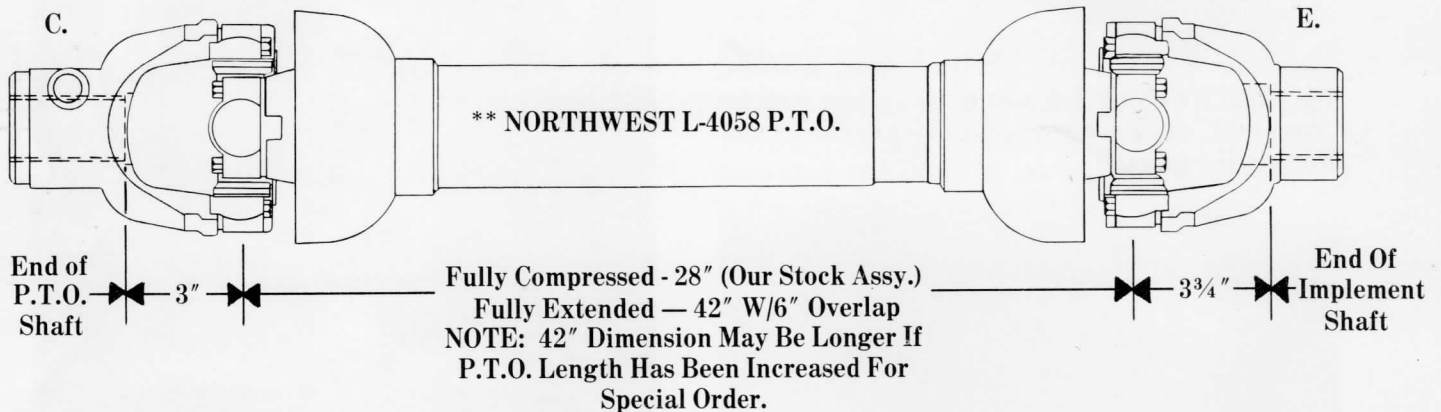 C.
E.
** NORTHWEST L-4058 P.T.O.
End of
P.T.O.
Shaft
3″
Fully Compressed - 28″ (Our Stock Assy.)
Fully Extended — 42″ W/6″ Overlap
NOTE: 42″ Dimension May Be Longer If
P.T.O. Length Has Been Increased For
Special Order.
3¾″
End Of
Implement
Shaft